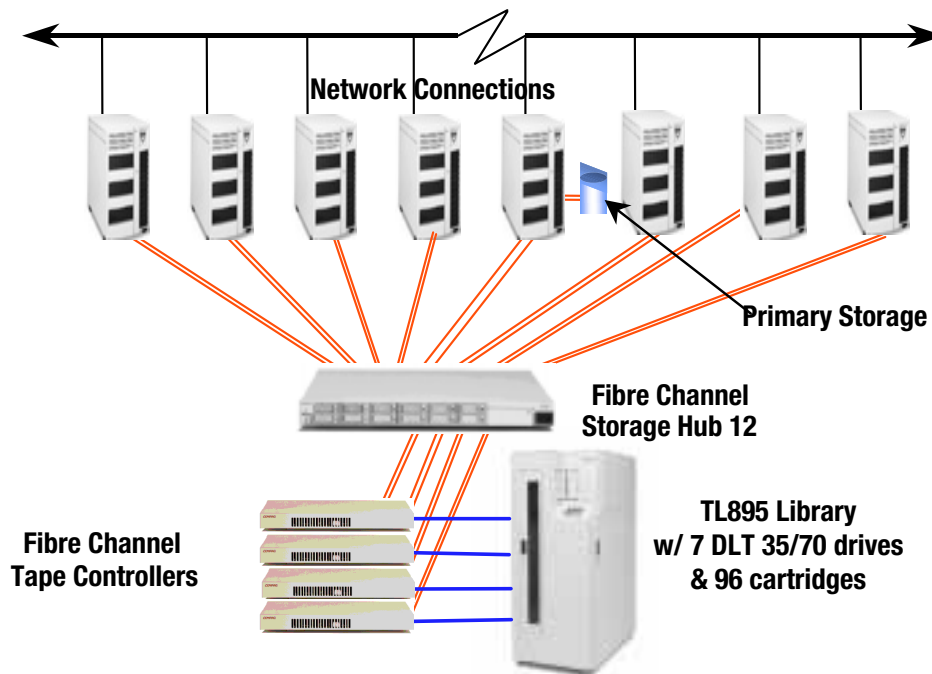 Network Connections
Primary Storage
Fibre Channel
Storage Hub 12
Fibre Channel
Tape Controllers
TL895 Library
w/ 7 DLT 35/70 drives
& 96 cartridges